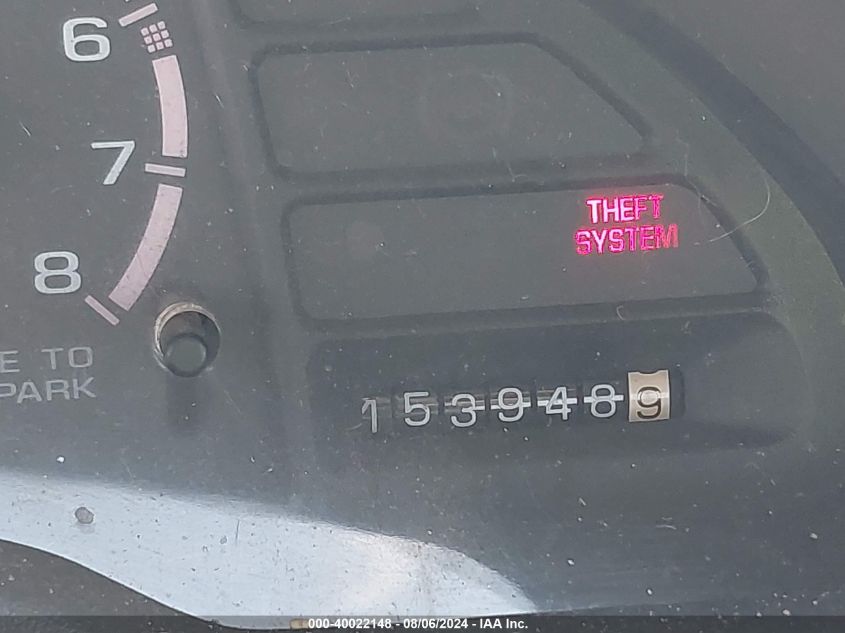 6
7
8
THEFT
SYSTEM
E TO
PARK
1539489
000-40022148 - 08/06/2024 - IAA Inc.